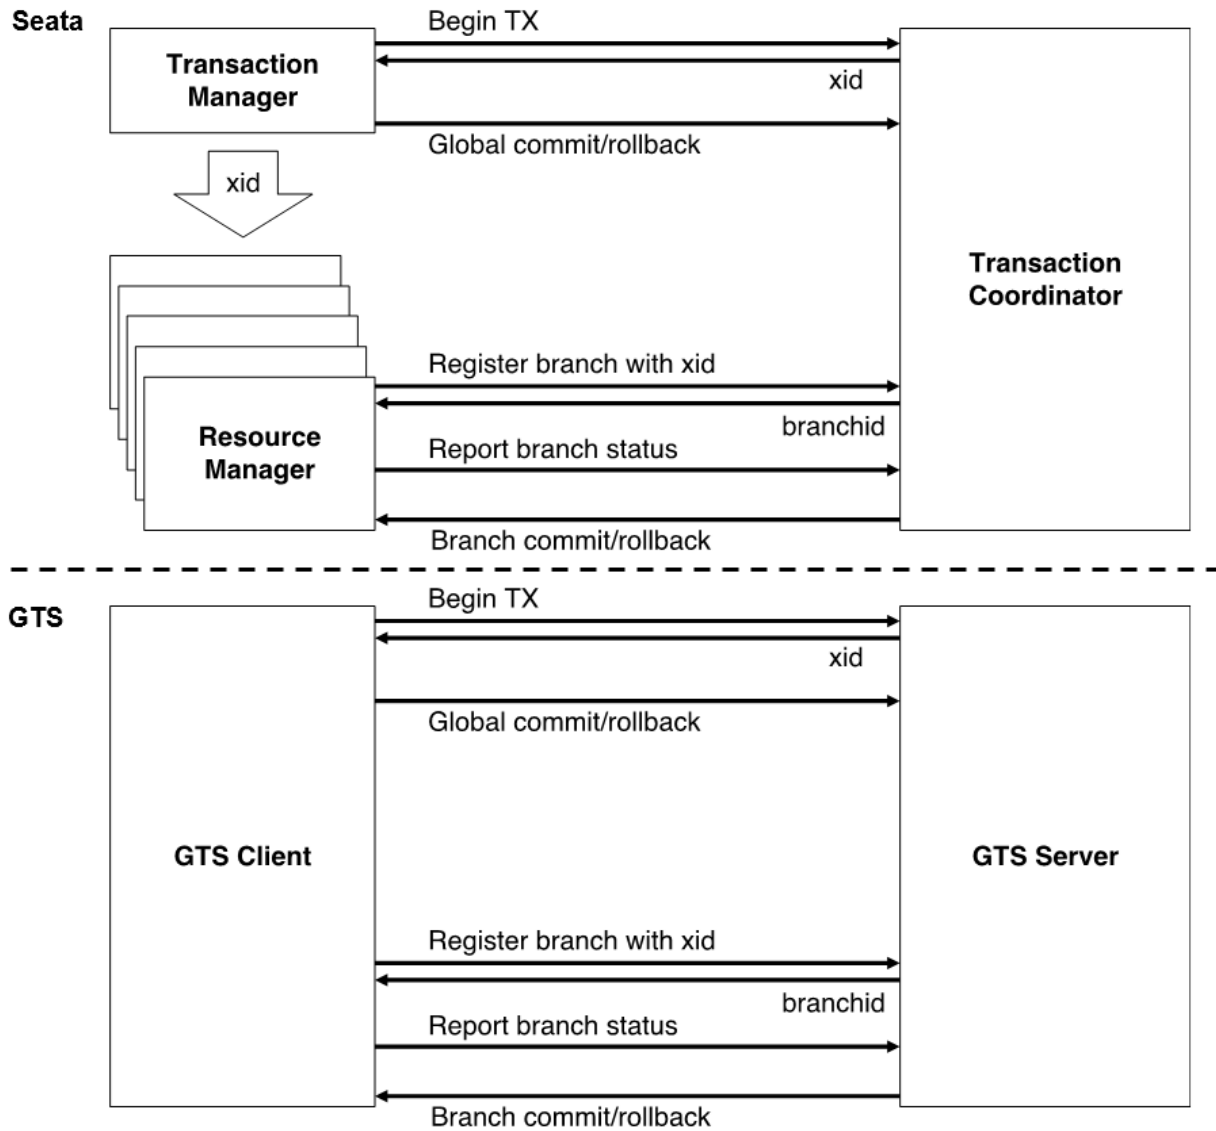 Seata
Begin TX
Transaction
Manager
xid
Global commit/rollback
xid
Transaction
Coordinator
Register branch with xid
branchid
Resource
Manager
Report branch status
Branch commit/rollback
GTS
Begin TX
xid
Global commit/rollback
GTS Client
GTS Server
Register branch with xid
branchid
Report branch status
Branch commit/rollback